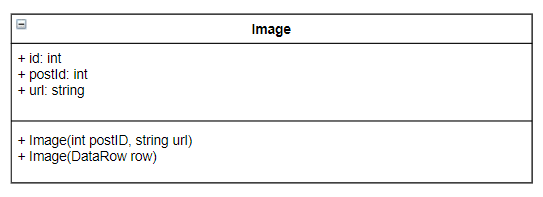 Image
+ id: int
+ postId: int
+ url: string
+ Image(int postID, string url)
+ Image(DataRow row)